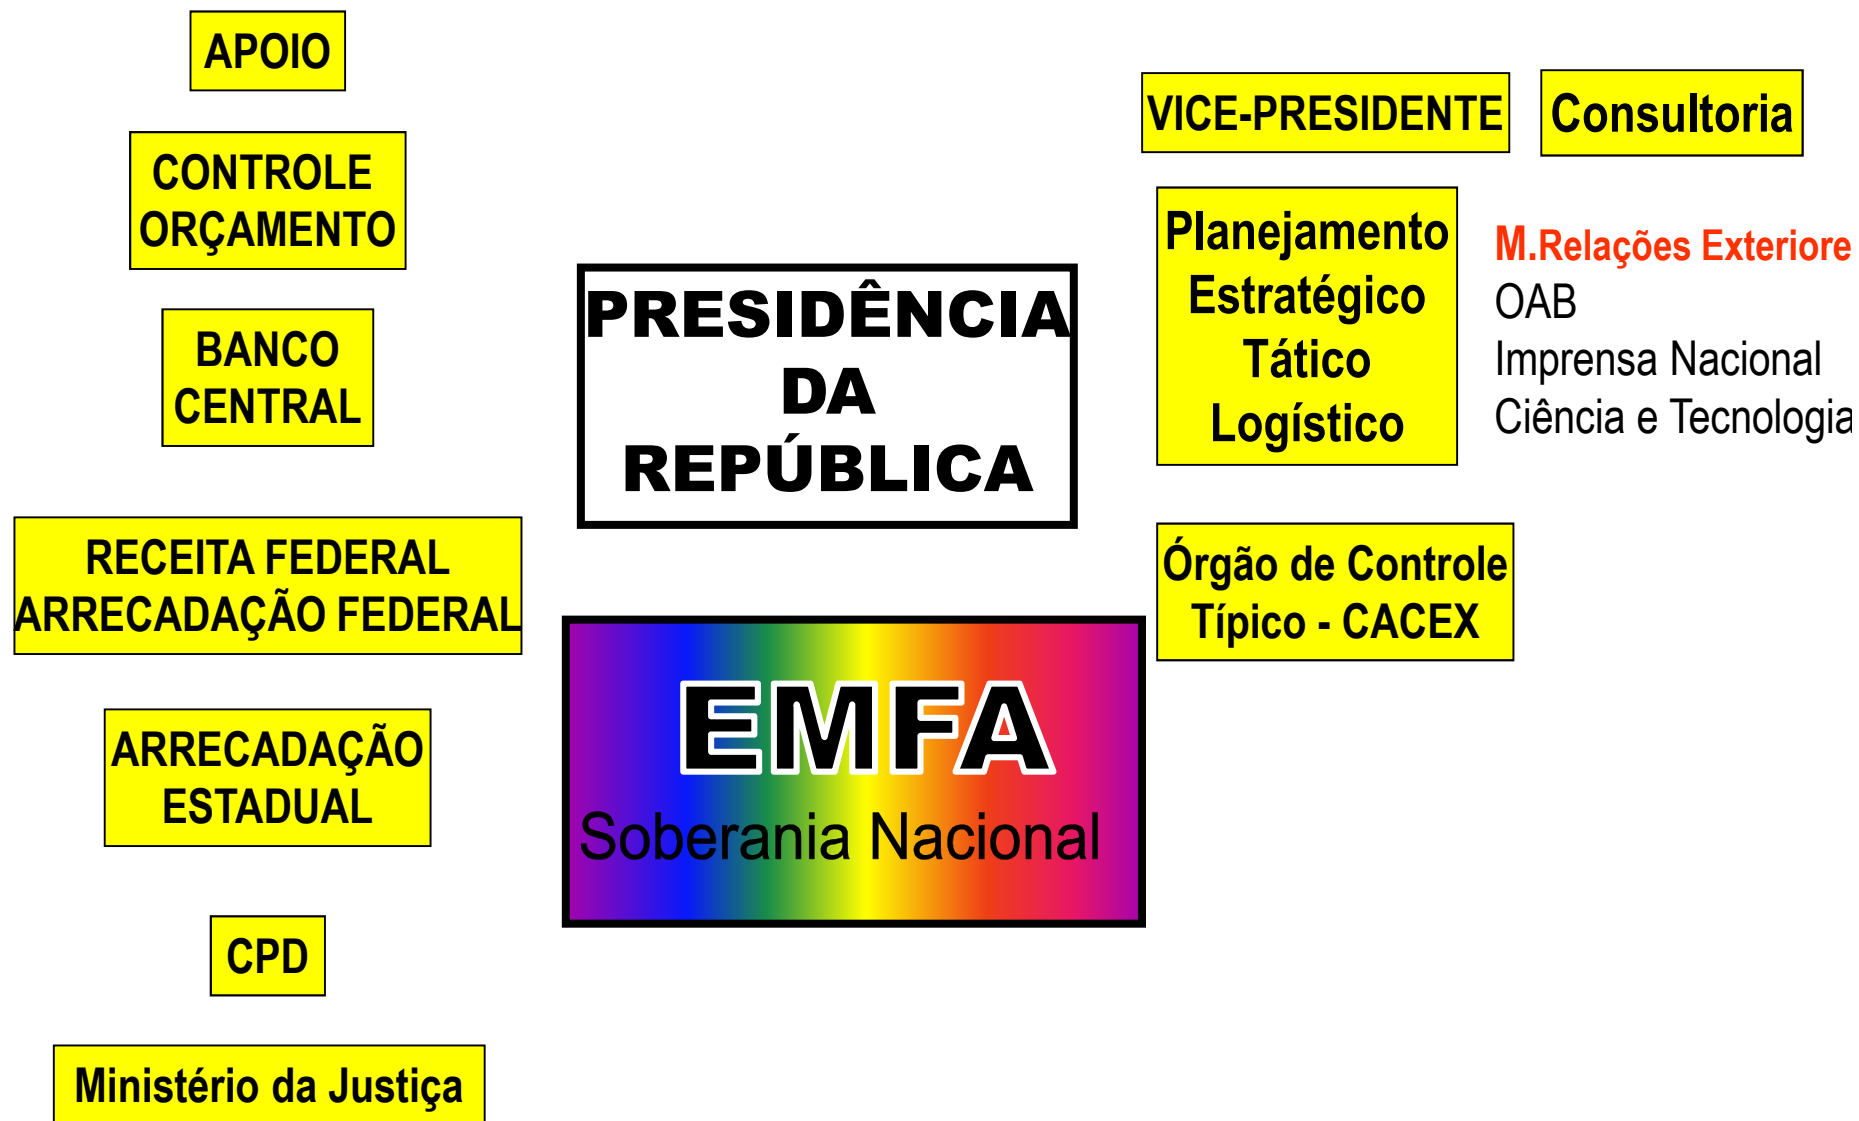 APOIO
CONTROLE
ORÇAMENTO
BANCO
CENTRAL
RECEITA FEDERAL
ARRECADAÇÃO FEDERAL
ARRECADAÇÃO
ESTADUAL
CPD
Ministério da Justiça
PRESIDÊNCIA
DA
REPÚBLICA
EMFA
Soberania Nacional
VICE-PRESIDENTE
Consultoria
Planejamento
Estratégico
Tático
Logístico
M.Relações Exteriore
OAB
Imprensa Nacional
Ciência e Tecnologia
Órgão de Controle
Típico - CACEX